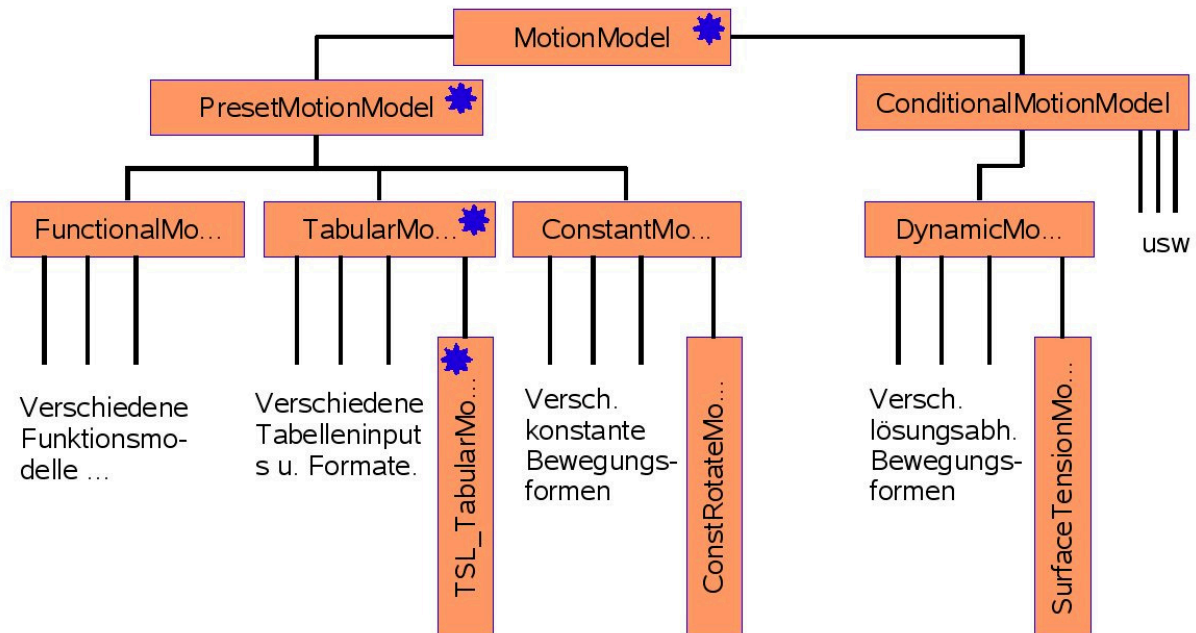 MotionModel
PresetMotionModel
ConditionalMotionModel
FunctionalMo...
TabularMo...
ConstantMo...
DynamicMo...
usw
Verschiedene
Funktionsmo-
delle ...
Verschiedene
Tabelleninput
s u. Formate.
TSL_TabularMo...
Versch.
konstante
Bewegungs-
formen
ConstRotateMo...
Versch.
lösungsabh.
Bewegungs-
formen
SurfaceTensionMo...